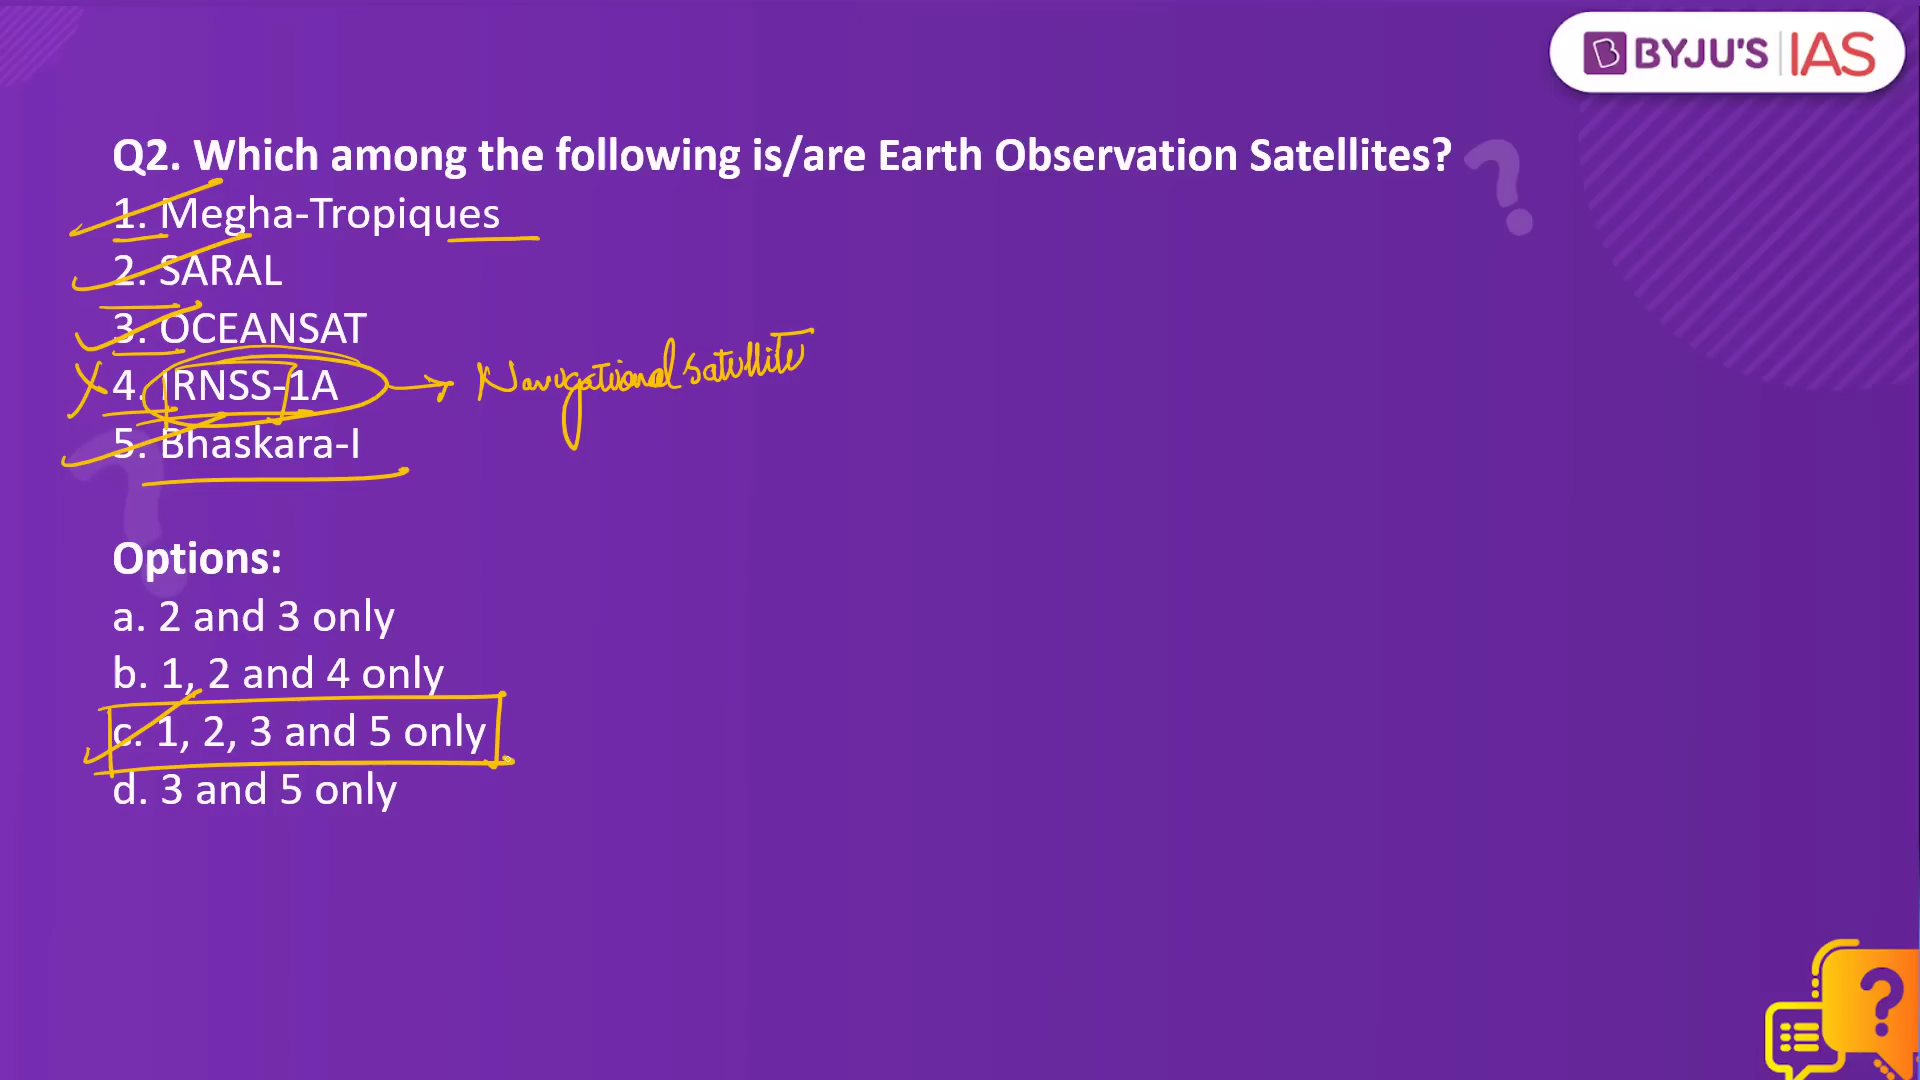 BYJU'S IAS
Q2. Which among the following is/are Earth Observation Satellites?
1. Megha-Tropiques
2. SARAL
3. OCEANSAT
4. IRNSS-1A Navigational satellite
5. Bhaskara-I
Options:
a. 2 and 3 only
b. 1, 2 and 4 only
c. 1, 2, 3 and 5 only
d. 3 and 5 only